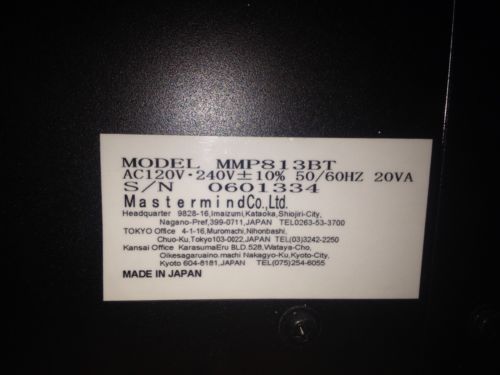 MODEL MMP813BT
AC120V・240V±10% 50/60HZ 20VA
S/N 0601334
Mastermind Co., Ltd.
Headquarter 9828-16,Imaizumi,Kataoka,Shiojiri-City,
Nagano-Pref,399-0711,JAPAN TEL0263-53-3700
TOKYO Office 4-1-16,Muromachi,Nihonbashi,
Chuo-Ku,Tokyo103-0022,JAPAN TEL(03)3242-2250
Kansai Office KarasumaEru BLD.528,Wataya-Cho,
Oikesagaruaino.machi Nakagyo-Ku,Kyoto-City,
Kyoto 604-8181,JAPAN TEL(075)254-6055
MADE IN JAPAN